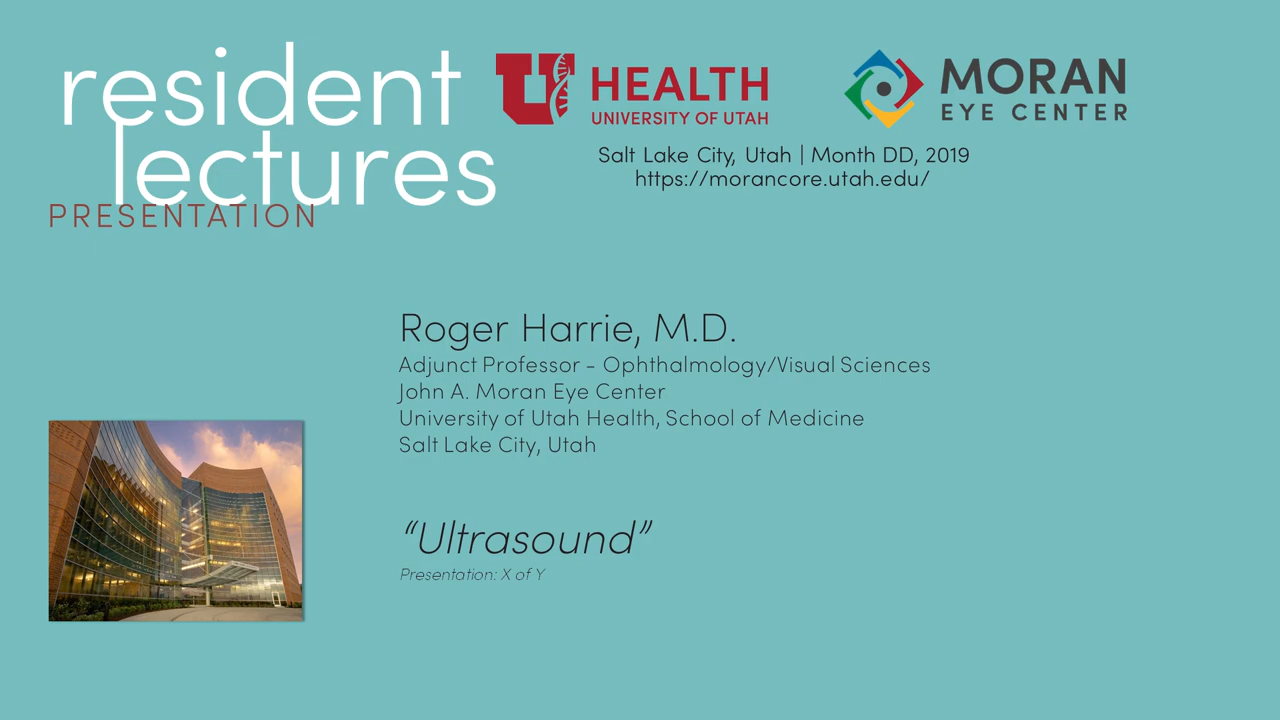 resident
lectures
PRESENTATION
U HEALTH
UNIVERSITY OF UTAH
MORAN
EYE CENTER
Salt Lake City, Utah | Month DD, 2019
https://morancore.utah.edu/
Roger Harrie, M.D.
Adjunct Professor - Ophthalmology/Visual Sciences
John A. Moran Eye Center
University of Utah Health, School of Medicine
Salt Lake City, Utah
“Ultrasound”
Presentation: X of Y